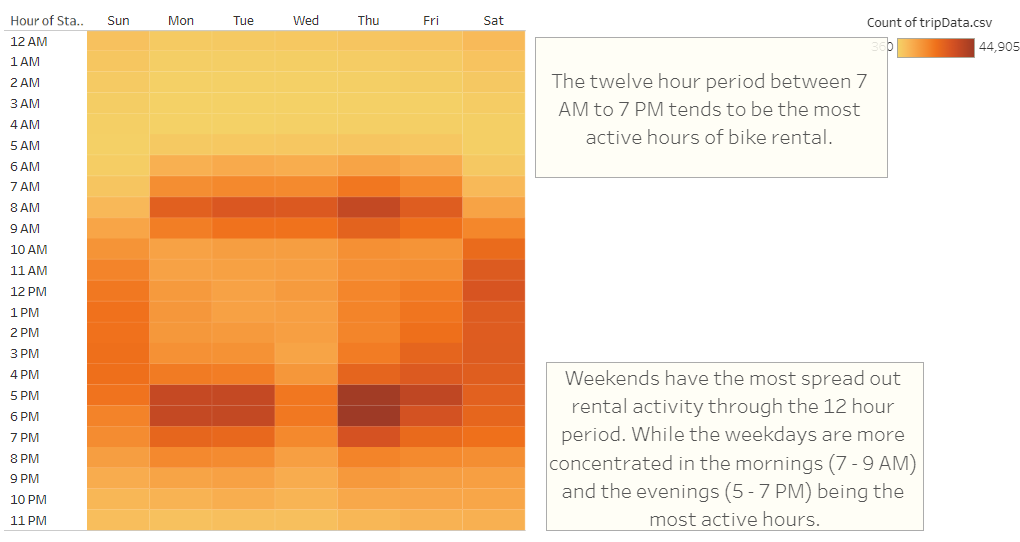 Hour of Sta.. Sun Mon Tue Wed Thu Fri Sat
Count of tripData.csv
360 44,905
12 AM
1 AM
2 AM
3 AM
4 AM
5 AM
6 AM
7 AM
8 AM
9 AM
10 AM
11 AM
12 PM
1 PM
2 PM
3 PM
4 PM
5 PM
6 PM
7 PM
8 PM
9 PM
10 PM
11 PM
The twelve hour period between 7
AM to 7 PM tends to be the most
active hours of bike rental.
Weekends have the most spread out
rental activity through the 12 hour
period. While the weekdays are more
concentrated in the mornings (7 - 9 AM)
and the evenings (5 - 7 PM) being the
most active hours.